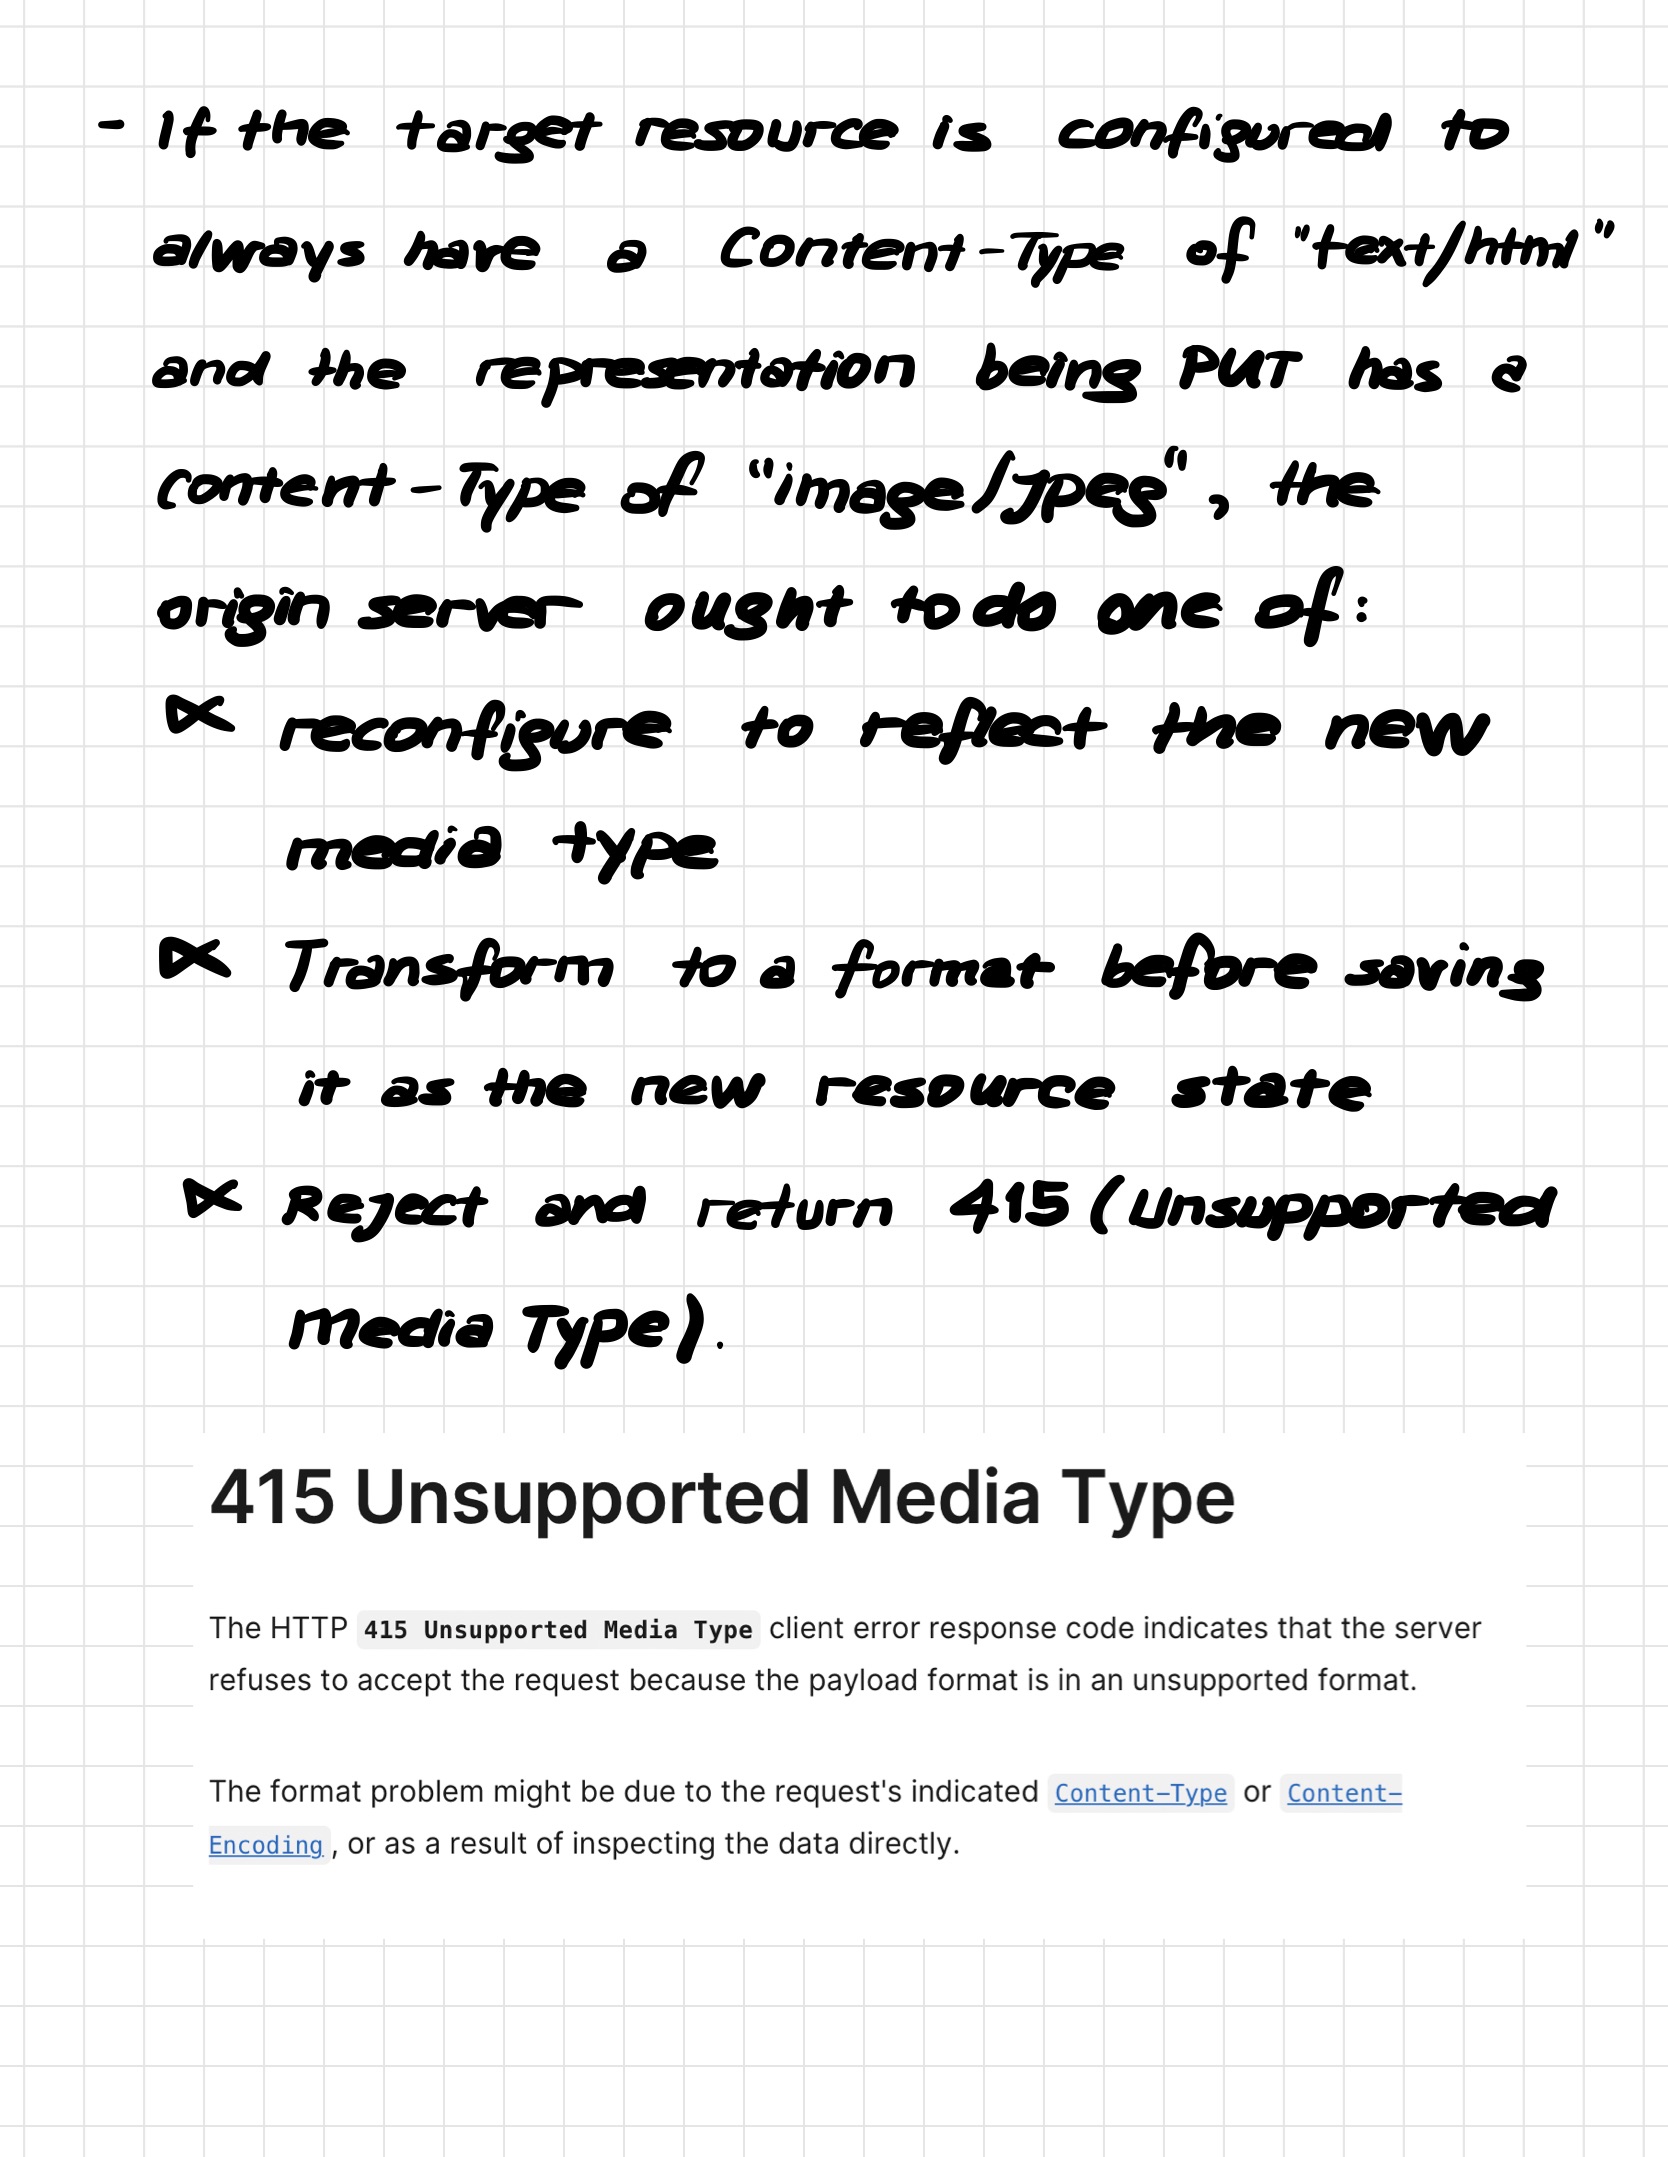 - If the target resource is configured to
always have a Content-Type of "text/html"
and the representation being PUT has a
Content-Type of "image/jpeg", the
origin server ought to do one of:
reconfigure to reflect the new
media type
Transform to a format before saving
it as the new resource state
Reject and return 415 (Unsupported
Media Type).
415 Unsupported Media Type
The HTTP 415 Unsupported Media Type client error response code indicates that the server
refuses to accept the request because the payload format is in an unsupported format.
The format problem might be due to the request's indicated Content-Type or Content-
Encoding, or as a result of inspecting the data directly.